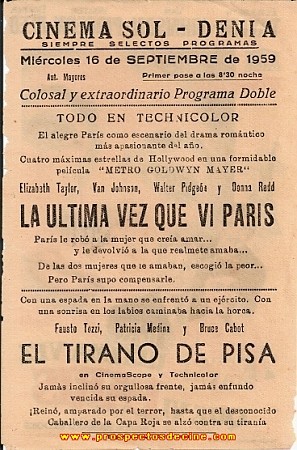 CINEMA SOL - DENIA
SIEMPRE SELECTOS PROGRAMAS
Miércoles 16 de SEPTIEMBRE de 1959
Aut. Mayores Primer pase a las 8'30 noche
Colosal y extraordinario Programa Doble
TODO EN TECHNICOLOR
El alegre París como escenario del drama romántico
más apasionante del año.
Cuatro máximas estrellas de Hollywood en una formidable
película "METRO GOLDWYN MAYER"
Elizabeth Taylor, Van Johnson, Walter Pidgeôn y Donna Redd
LA ULTIMA VEZ QUE VI PARIS
París le robó a la mujer que creía amar...
y le devolvió a la que realmete amaba...
De las dos mujeres que te amaban, escogió la peor...
Pero París supo compensarle.
Con una espada en la mano se enfrentó a un ejército. Con
una sonrisa en los labios caminaba hacia la horca.
Fausto Tozzi, Patricia Medina y Bruce Cabot
EL TIRANO DE PISA
en CinemaScope y Technicolor
Jamàs inclinó su orgullosa frente, jamás enfundo
vencida su espada.
¡Reinó, amparado por el terror, hasta que el desconocido
Caballero de la Capa Roja se alzó contra su tiranía
www.prospectosdecine.com